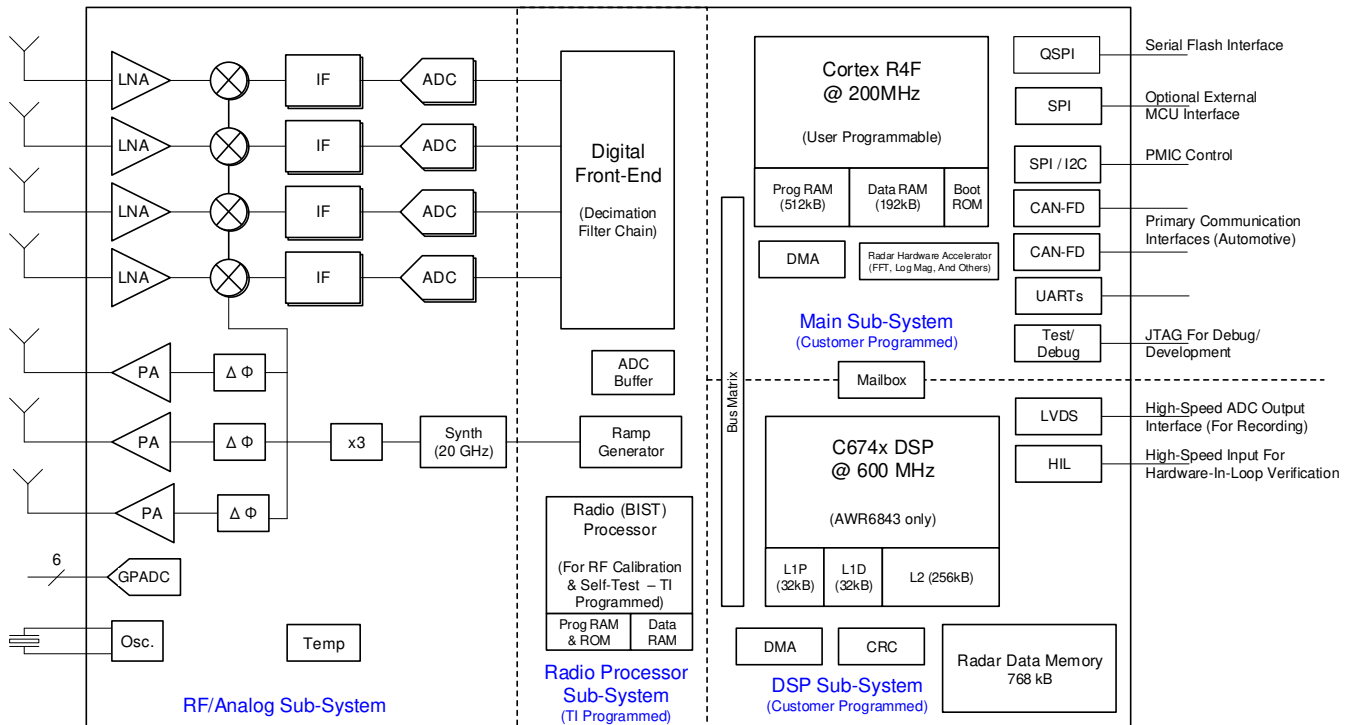 LNA
IF
ADC
LNA
IF
ADC
LNA
IF
ADC
LNA
IF
ADC
Digital
Front-End
(Decimation
Filter Chain)
PA
Δ Φ
PA
Δ Φ
x3
Synth
(20 GHz)
PA
Δ Φ
6
GPADC
Osc.
Temp
RF/Analog Sub-System
ADC
Buffer
Ramp
Generator
Radio (BIST)
Processor
(For RF Calibration
& Self-Test – TI
Programmed)
Prog RAM
& ROM
Data
RAM
Radio Processor
Sub-System
(TI Programmed)
Bus Matrix
Cortex R4F
@ 200MHz
(User Programmable)
Prog RAM
(512kB)
Data RAM
(192kB)
Boot
ROM
DMA
Radar Hardware Accelerator
(FFT, Log Mag, And Others)
Main Sub-System
(Customer Programmed)
Mailbox
QSPI
Serial Flash Interface
SPI
Optional External
MCU Interface
SPI / I2C
PMIC Control
CAN-FD
CAN-FD
Primary Communication
Interfaces (Automotive)
UARTs
Test/
Debug
JTAG For Debug/
Development
C674x DSP
@ 600 MHz
(AWR6843 only)
L1P
(32kB)
L1D
(32kB)
L2 (256kB)
DMA
CRC
Radar Data Memory
768 kB
DSP Sub-System
(Customer Programmed)
LVDS
High-Speed ADC Output
Interface (For Recording)
HIL
High-Speed Input For
Hardware-In-Loop Verification